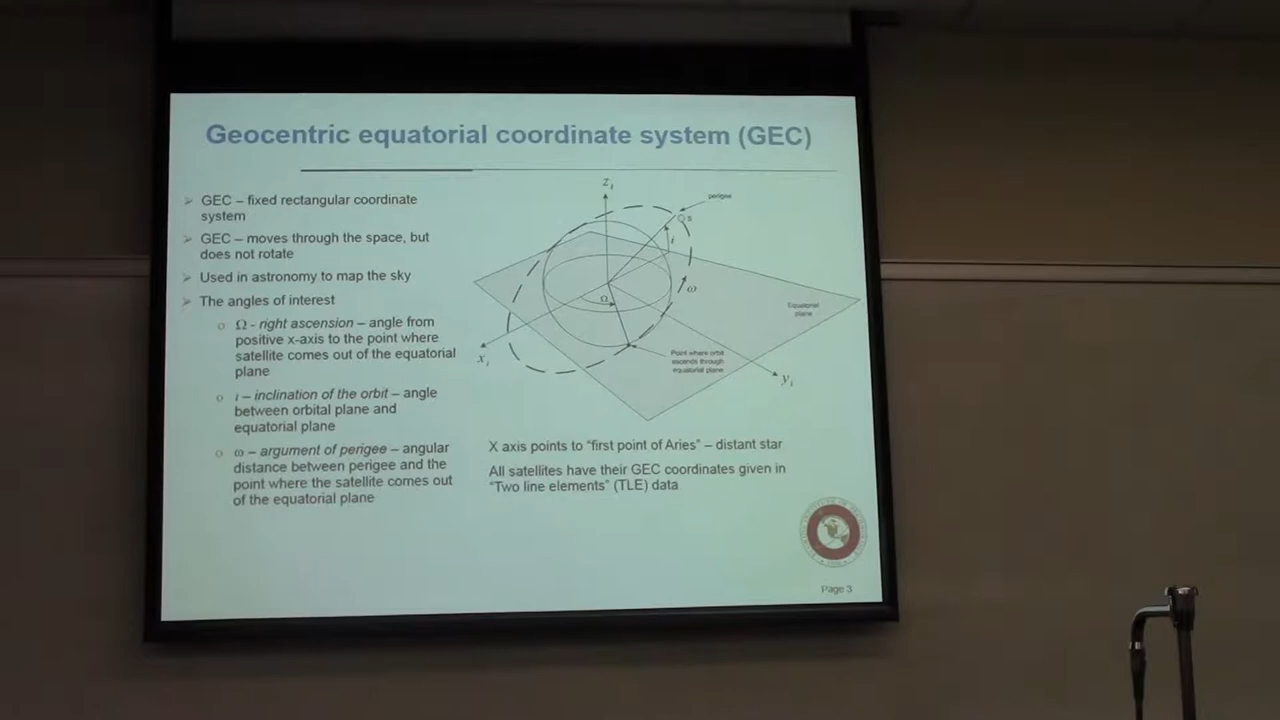 Geocentric equatorial coordinate system (GEC)
GEC – fixed rectangular coordinate
system
GEC – moves through the space, but
does not rotate
Used in astronomy to map the sky
The angles of interest
Ω - right ascension – angle from
positive x-axis to the point where
satellite comes out of the equatorial
plane
ι – inclination of the orbit – angle
between orbital plane and
equatorial plane
ω – argument of perigee – angular
distance between perigee and the
point where the satellite comes out
of the equatorial plane
z i
perigee
s
i
ω
Ω
Equatorial
plane
x i
Point where orbit
ascends through
equatorial plane
y i
X axis points to “first point of Aries” – distant star
All satellites have their GEC coordinates given in
“Two line elements” (TLE) data
Page 3